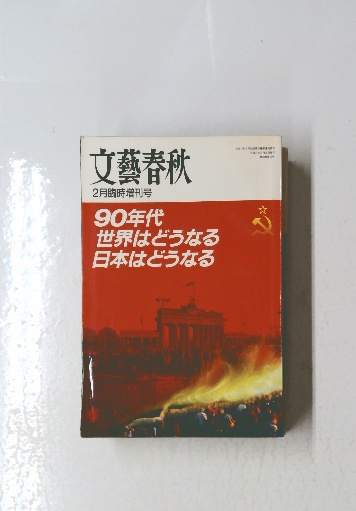 文藝春秋
2月臨時増刊号
90年代
世界はどうなる
日本はどうなる